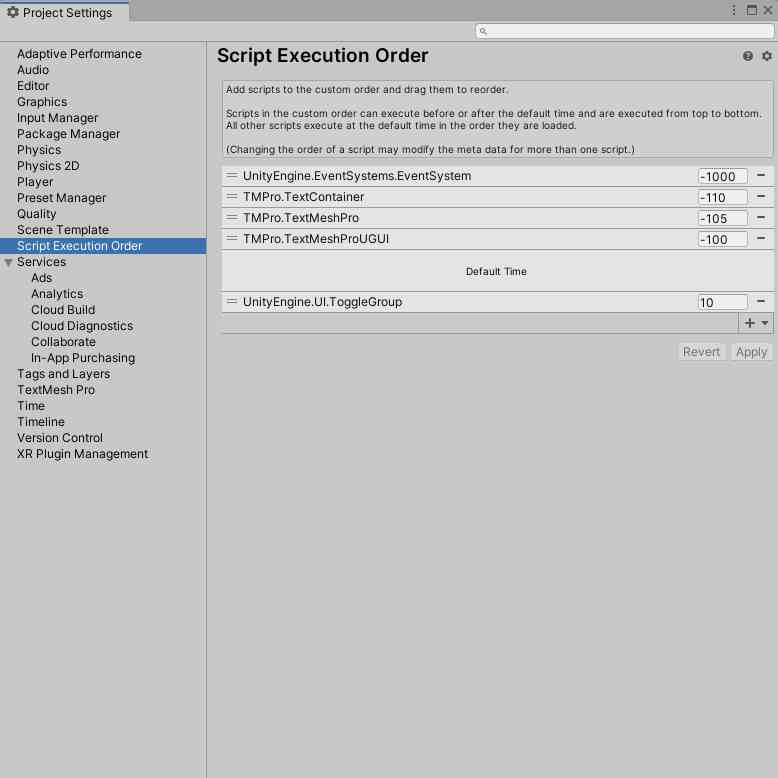 Project Settings
Adaptive Performance
Audio
Editor
Graphics
Input Manager
Package Manager
Physics
Physics 2D
Player
Preset Manager
Quality
Scene Template
Script Execution Order
Services
Ads
Analytics
Cloud Build
Cloud Diagnostics
Collaborate
In-App Purchasing
Tags and Layers
TextMesh Pro
Time
Timeline
Version Control
XR Plugin Management
Script Execution Order
Add scripts to the custom order and drag them to reorder.
Scripts in the custom order can execute before or after the default time and are executed from top to bottom.
All other scripts execute at the default time in the order they are loaded.
(Changing the order of a script may modify the meta data for more than one script.)
UnityEngine.EventSystems.EventSystem -1000
TMPro.TextContainer -110
TMPro.TextMeshPro -105
TMPro.TextMeshProUGUI -100
Default Time
UnityEngine.UI.ToggleGroup 10
Revert Apply